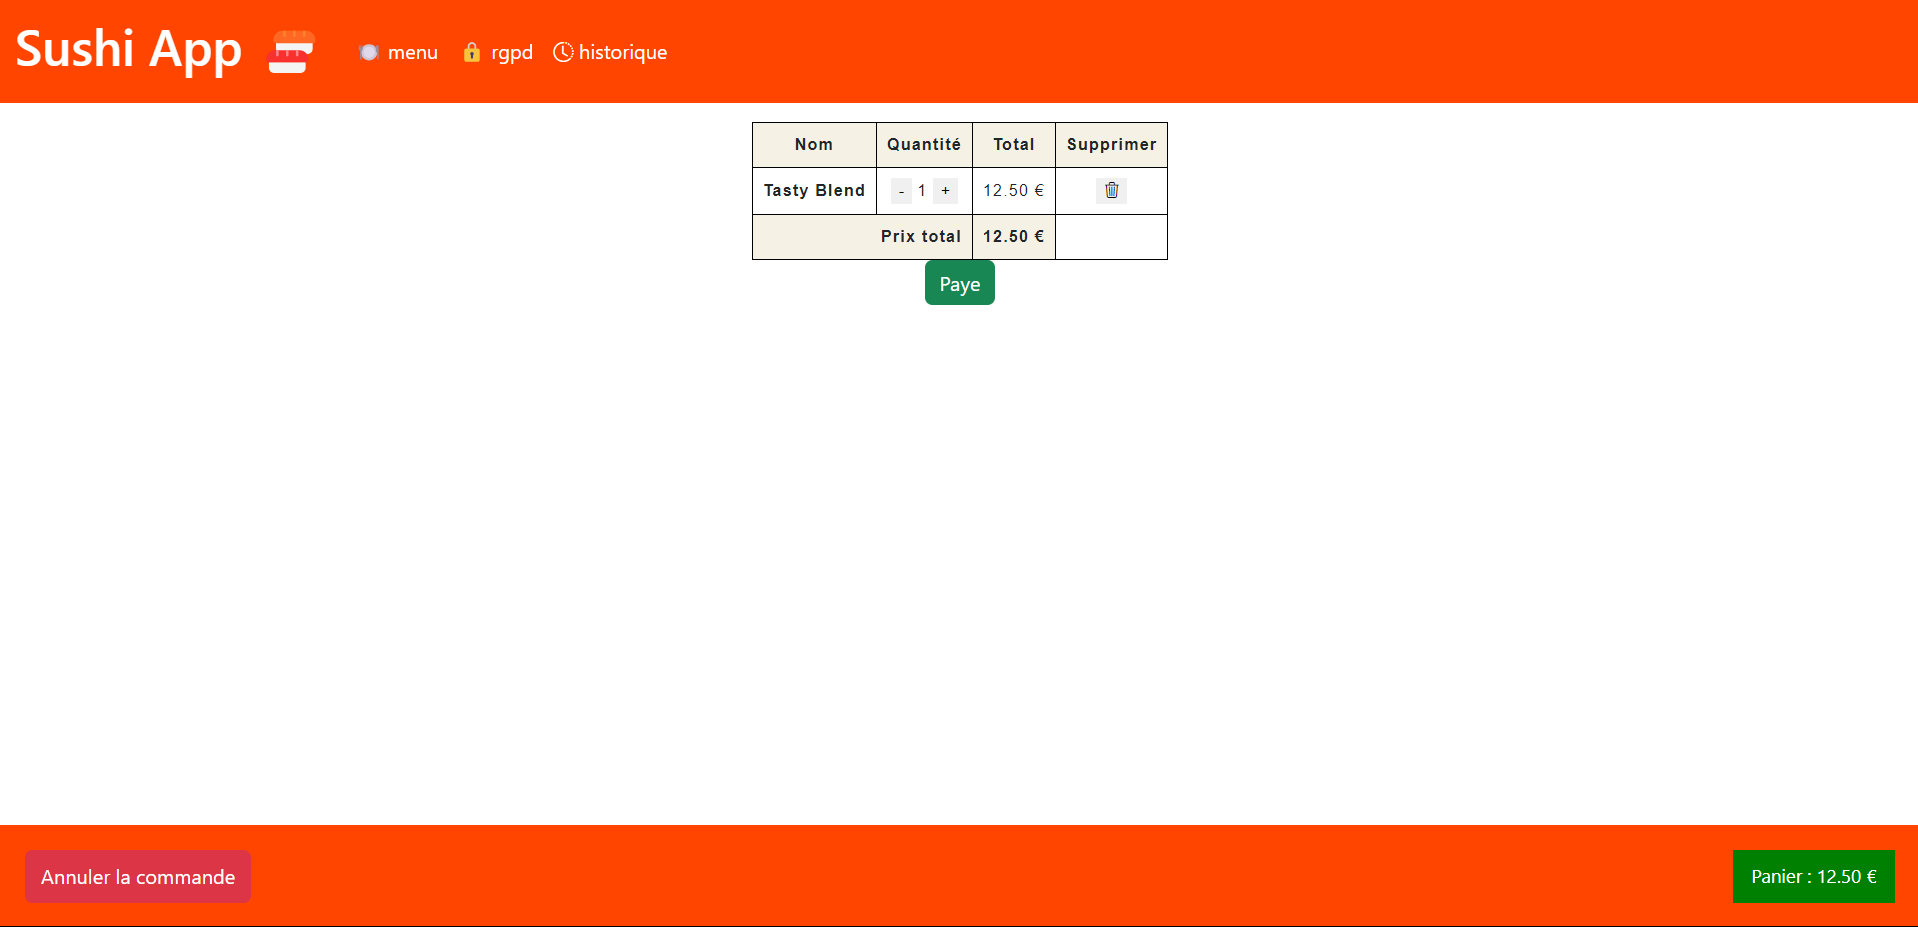 Sushi App menu rgpd historique
Nom Quantité Total Supprimer
Tasty Blend - 1 + 12.50 €
Prix total 12.50 €
Paye
Annuler la commande Panier : 12.50 €